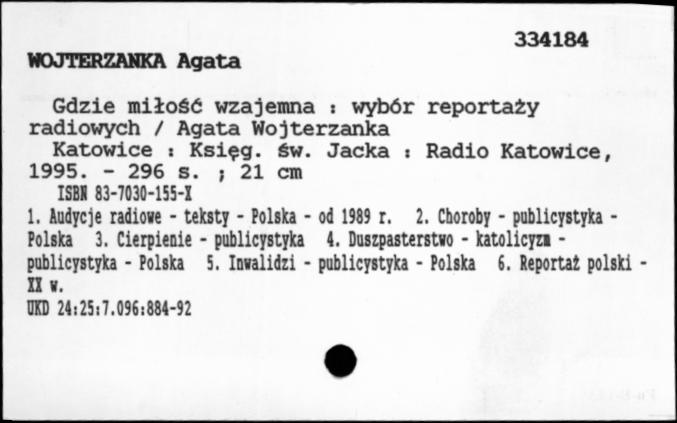 334184
WOJTERZANKA Agata
Gdzie miłość wzajemna : wybór reportaży
radiowych / Agata Wojterzanka
Katowice : Księg. św. Jacka : Radio Katowice,
1995. - 296 s. ; 21 cm
ISBN 83-7030-155-X
1. Audycje radiowe - teksty - Polska - od 1989 r. 2. Choroby - publicystyka -
Polska 3. Cierpienie - publicystyka 4. Duszpasterstwo - katolicyzm -
publicystyka - Polska 5. Inwalidzi - publicystyka - Polska 6. Reportaż polski -
XX w.
UKD 24:25:7.096:884-92